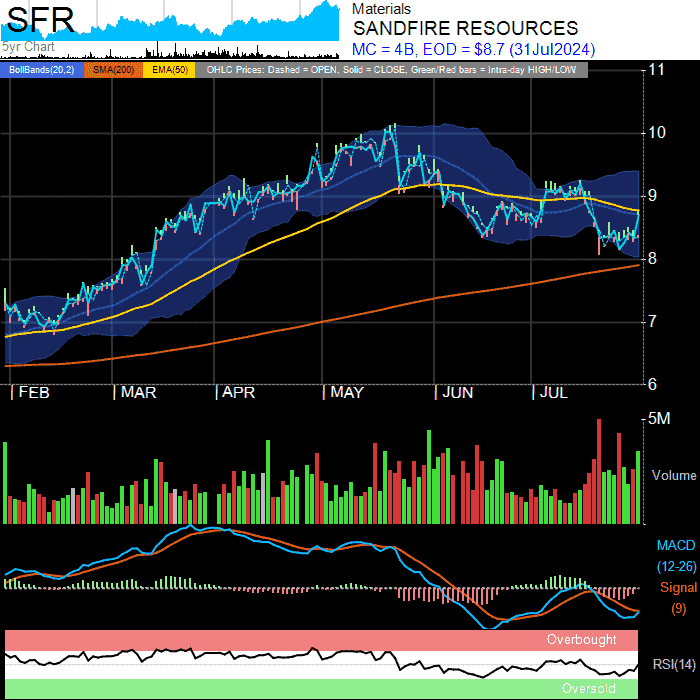 SFR
5yr Chart
Materials
SANDFIRE RESOURCES
MC = 4B, EOD = $8.7 (31Jul2024)
BollBands(20,2) SMA(200) EMA(50) OHLC Prices: Dashed = OPEN, Solid = CLOSE, Green/Red bars = Intra-day HIGH/LOW
11
10
9
8
7
6
FEB MAR APR MAY JUN JUL
5M
Volume
MACD
(12-26)
Signal
(9)
Overbought
RSI(14)
Oversold